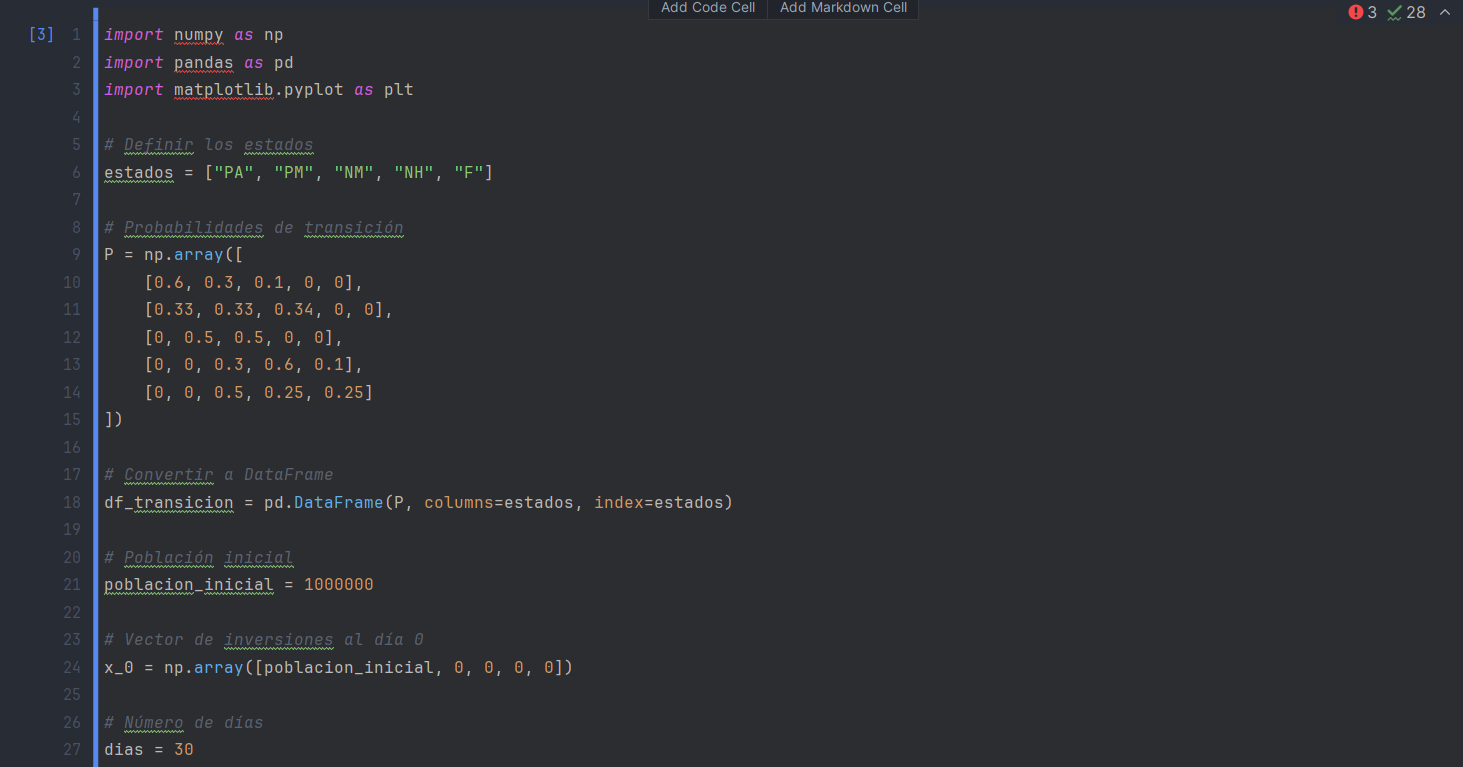 Add Code Cell Add Markdown Cell
3 28
[3] 1 import numpy as np
2 import pandas as pd
3 import matplotlib.pyplot as plt
4
5 # Definir los estados
6 estados = ["PA", "PM", "NM", "NH", "F"]
7
8 # Probabilidades de transición
9 P = np.array([
10     [0.6, 0.3, 0.1, 0, 0],
11     [0.33, 0.33, 0.34, 0, 0],
12     [0, 0.5, 0.5, 0, 0],
13     [0, 0, 0.3, 0.6, 0.1],
14     [0, 0, 0.5, 0.25, 0.25]
15 ])
16
17 # Convertir a DataFrame
18 df_transicion = pd.DataFrame(P, columns=estados, index=estados)
19
20 # Población inicial
21 poblacion_inicial = 1000000
22
23 # Vector de inversiones al día 0
24 x_0 = np.array([poblacion_inicial, 0, 0, 0, 0])
25
26 # Número de días
27 dias = 30